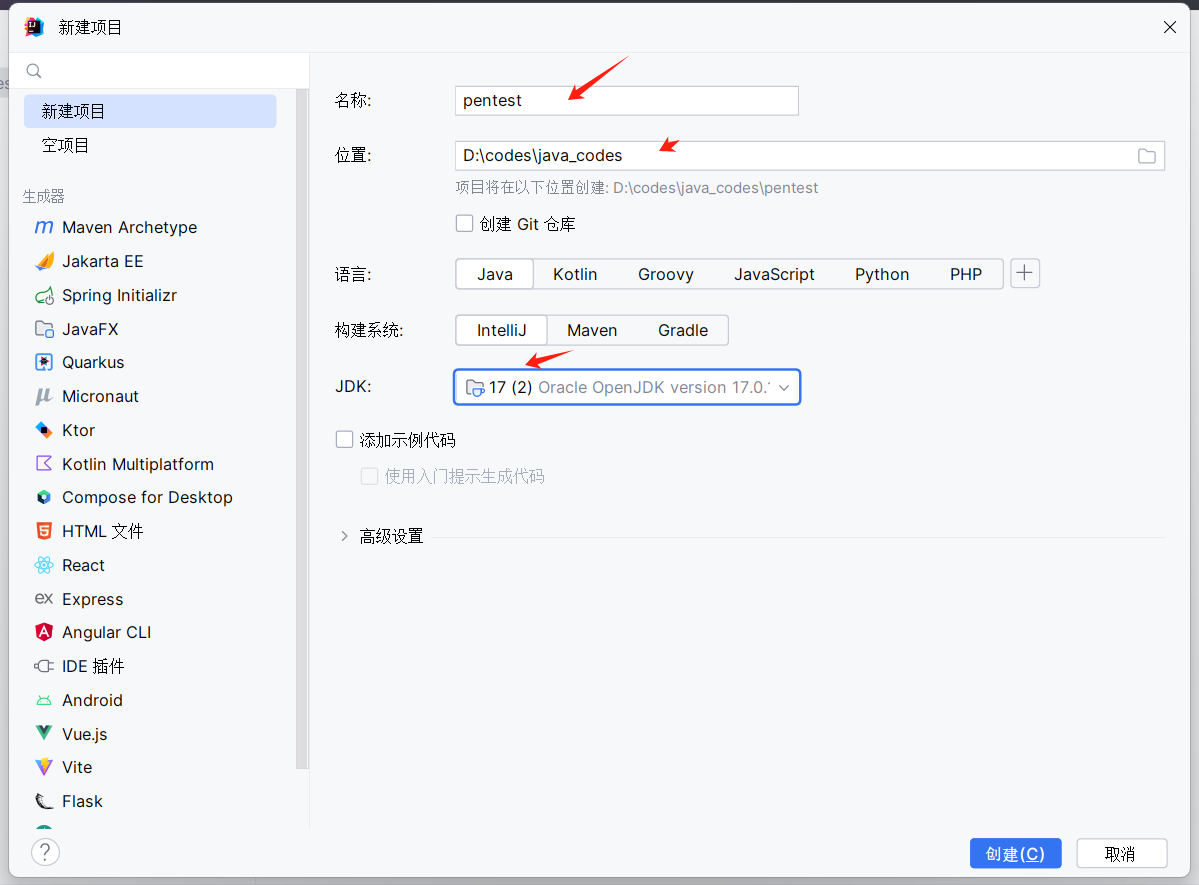 新建项目
新建项目
空项目
生成器
Maven Archetype
Jakarta EE
Spring Initializr
JavaFX
Quarkus
Micronaut
Ktor
Kotlin Multiplatform
Compose for Desktop
HTML 文件
React
Express
Angular CLI
IDE 插件
Android
Vue.js
Vite
Flask
名称: pentest
位置: D:\codes\java_codes
项目将在以下位置创建: D:\codes\java_codes\pentest
创建 Git 仓库
语言: Java Kotlin Groovy JavaScript Python PHP
构建系统: IntelliJ Maven Gradle
JDK: 17 (2) Oracle OpenJDK version 17.0.
添加示例代码
使用入门提示生成代码
高级设置
? 创建(C) 取消